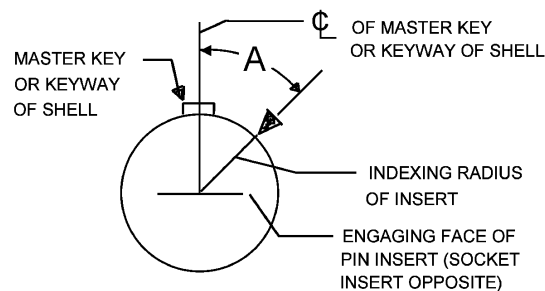 ℄ OF MASTER KEY
OR KEYWAY OF SHELL
MASTER KEY
OR KEYWAY
OF SHELL
A
INDEXING RADIUS
OF INSERT
ENGAGING FACE OF
PIN INSERT (SOCKET
INSERT OPPOSITE)